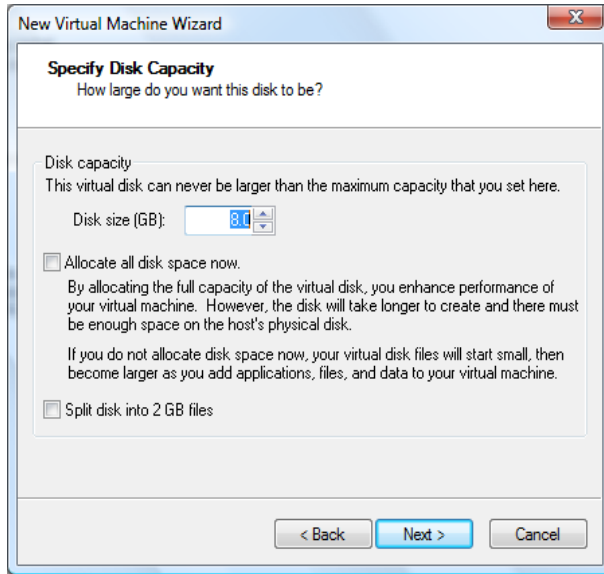 New Virtual Machine Wizard
Specify Disk Capacity
How large do you want this disk to be?
Disk capacity
This virtual disk can never be larger than the maximum capacity that you set here.
Disk size (GB): 8.0
Allocate all disk space now.
By allocating the full capacity of the virtual disk, you enhance performance of
your virtual machine. However, the disk will take longer to create and there must
be enough space on the host's physical disk.
If you do not allocate disk space now, your virtual disk files will start small, then
become larger as you add applications, files, and data to your virtual machine.
Split disk into 2 GB files
< Back Next > Cancel